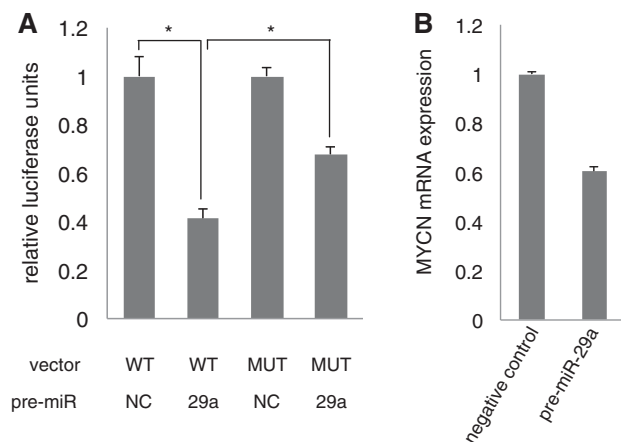 A
relative luciferase units
1.2
1
0.8
0.6
0.4
0.2
0
*
*
vector WT WT MUT MUT
pre-miR NC 29a NC 29a
B
MYCN mRNA expression
1.2
1
0.8
0.6
0.4
0.2
0
negative control
pre-miR-29a